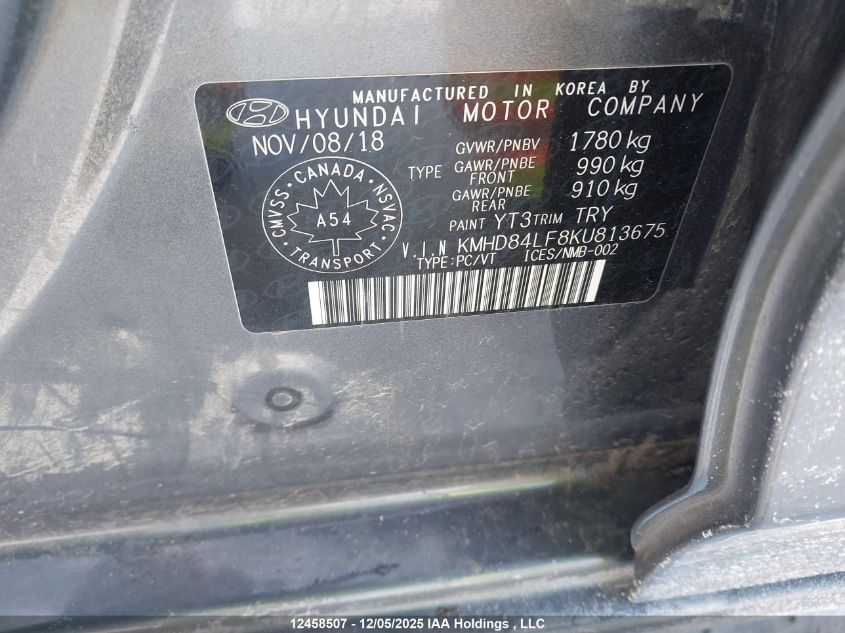 MANUFACTURED IN KOREA BY
HYUNDAI MOTOR COMPANY
NOV/08/18
GVWR/PNBV 1780 kg
TYPE GAWR/PNBE FRONT 990 kg
GAWR/PNBE REAR 910 kg
PAINT YT3 TRIM TRY
CMVSS·CANADA·NSVAC
A54
TRANSPORT
V.I.N KMHD84LF8KU813675
TYPE:PC/VT ICES/NMB-002
12458507 - 12/05/2025 IAA Holdings , LLC